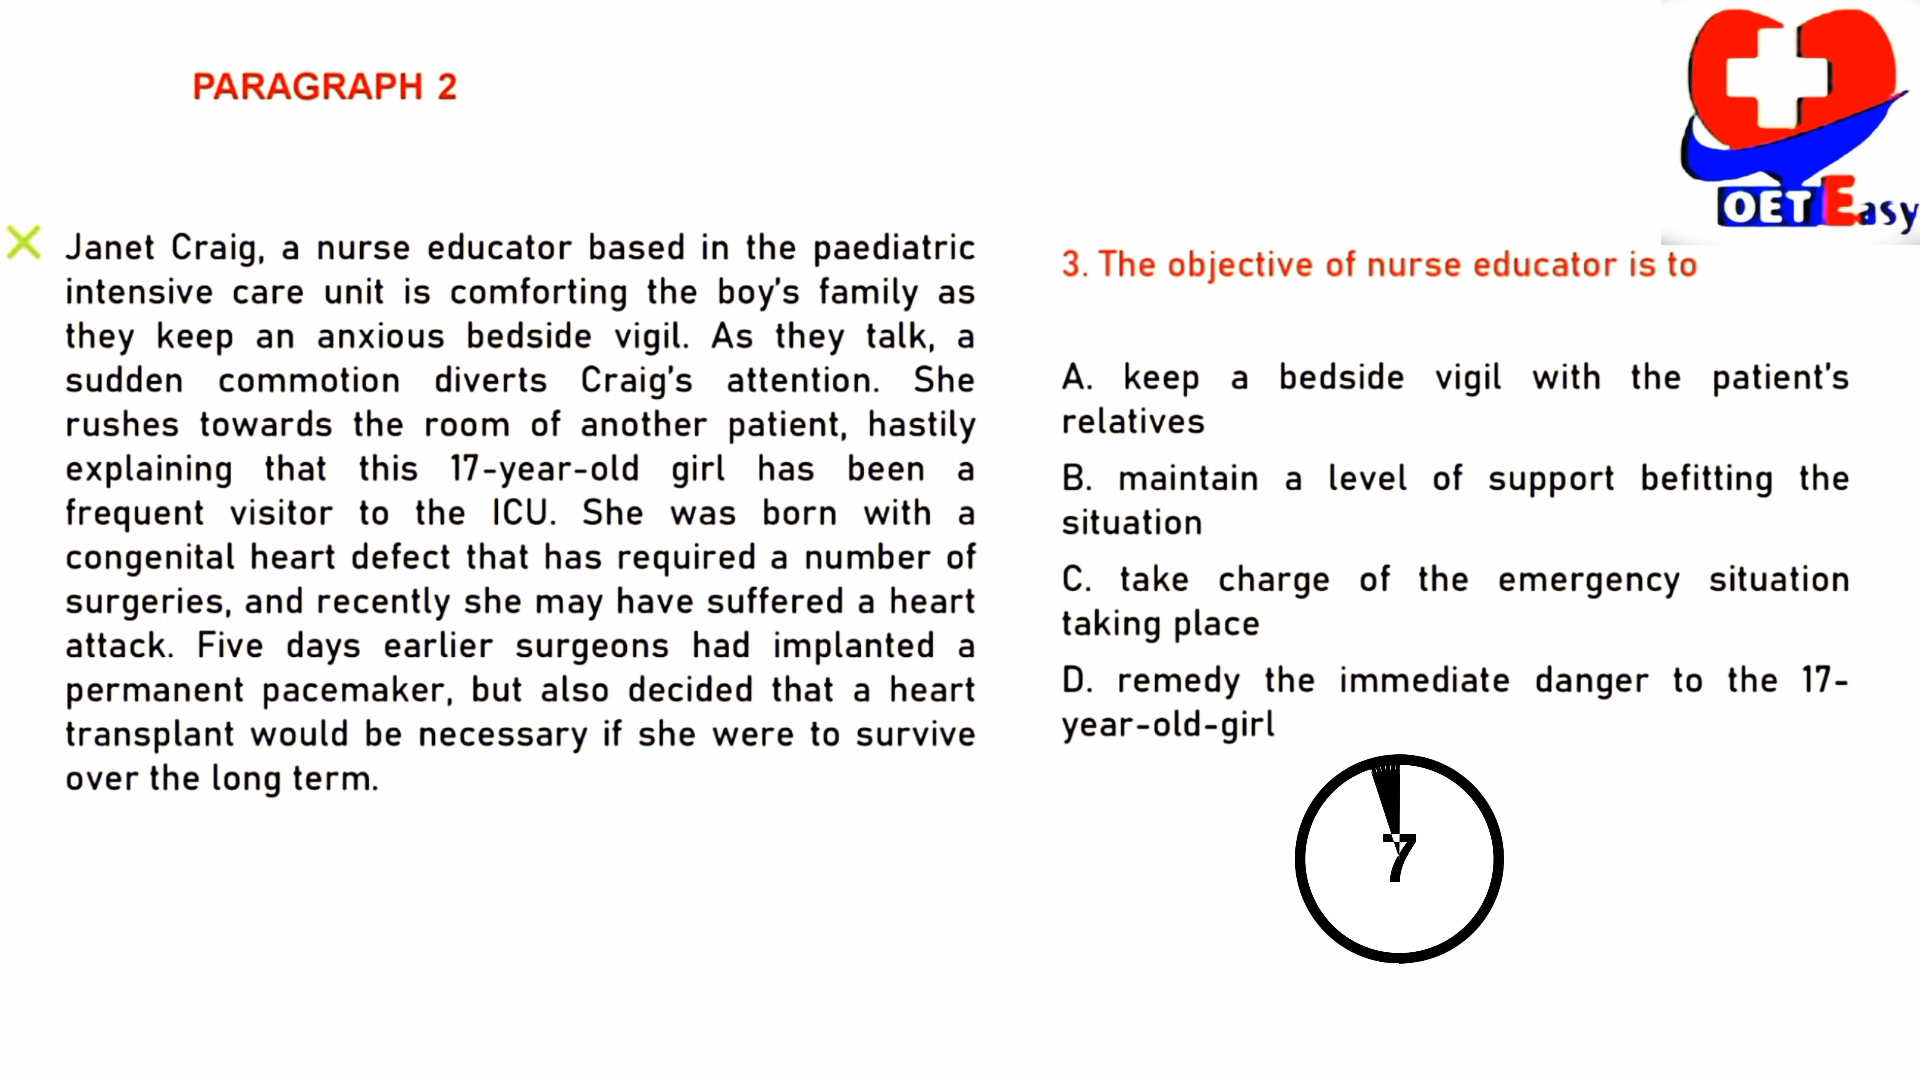 PARAGRAPH 2
OET Easy
Janet Craig, a nurse educator based in the paediatric
intensive care unit is comforting the boy's family as
they keep an anxious bedside vigil. As they talk, a
sudden commotion diverts Craig's attention. She
rushes towards the room of another patient, hastily
explaining that this 17-year-old girl has been a
frequent visitor to the ICU. She was born with a
congenital heart defect that has required a number of
surgeries, and recently she may have suffered a heart
attack. Five days earlier surgeons had implanted a
permanent pacemaker, but also decided that a heart
transplant would be necessary if she were to survive
over the long term.
3. The objective of nurse educator is to
A. keep a bedside vigil with the patient's
relatives
B. maintain a level of support befitting the
situation
C. take charge of the emergency situation
taking place
D. remedy the immediate danger to the 17-
year-old-girl
7